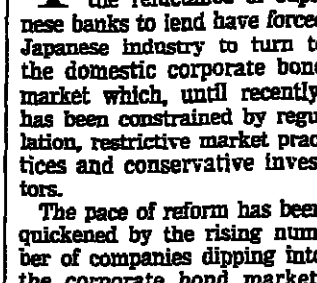 the reluctance of Japa
nese banks to lend have forced
Japanese industry to turn to
the domestic corporate bond
market which, until recently,
has been constrained by regu
lation, restrictive market prac
tices and conservative inves
tors.
The pace of reform has been
quickened by the rising num
ber of companies dipping into
the corporate bond market